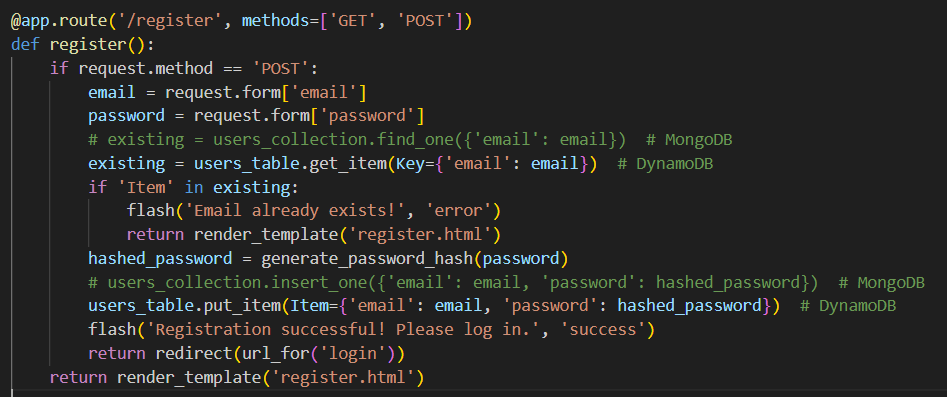 @app.route('/register', methods=['GET', 'POST'])
def register():
    if request.method == 'POST':
        email = request.form['email']
        password = request.form['password']
        # existing = users_collection.find_one({'email': email})  # MongoDB
        existing = users_table.get_item(Key={'email': email})  # DynamoDB
        if 'Item' in existing:
            flash('Email already exists!', 'error')
            return render_template('register.html')
        hashed_password = generate_password_hash(password)
        # users_collection.insert_one({'email': email, 'password': hashed_password})  # MongoDB
        users_table.put_item(Item={'email': email, 'password': hashed_password})  # DynamoDB
        flash('Registration successful! Please log in.', 'success')
        return redirect(url_for('login'))
    return render_template('register.html')